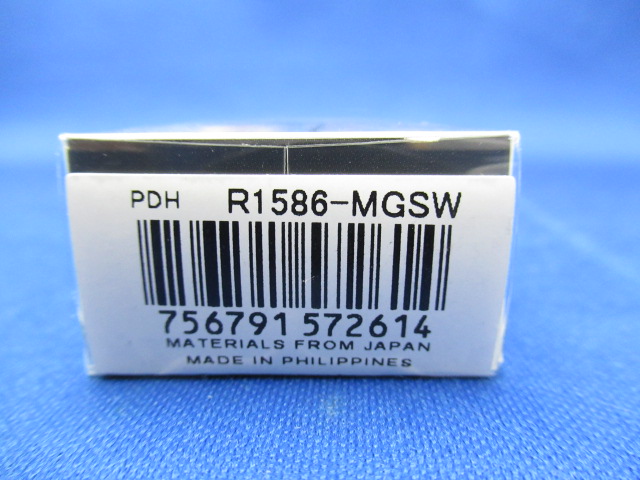 PDH R1586-MGSW
756791 572614
MATERIALS FROM JAPAN
MADE IN PHILIPPINES